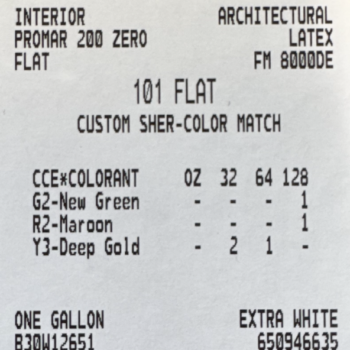 INTERIOR ARCHITECTURAL
PROMAR 200 ZERO LATEX
FLAT FM 8000DE
101 FLAT
CUSTOM SHER-COLOR MATCH
CCE*COLORANT OZ 32 64 128
G2-New Green - - - 1
R2-Maroon - - - 1
Y3-Deep Gold - 2 1 -
ONE GALLON EXTRA WHITE
B30W12651 650946635